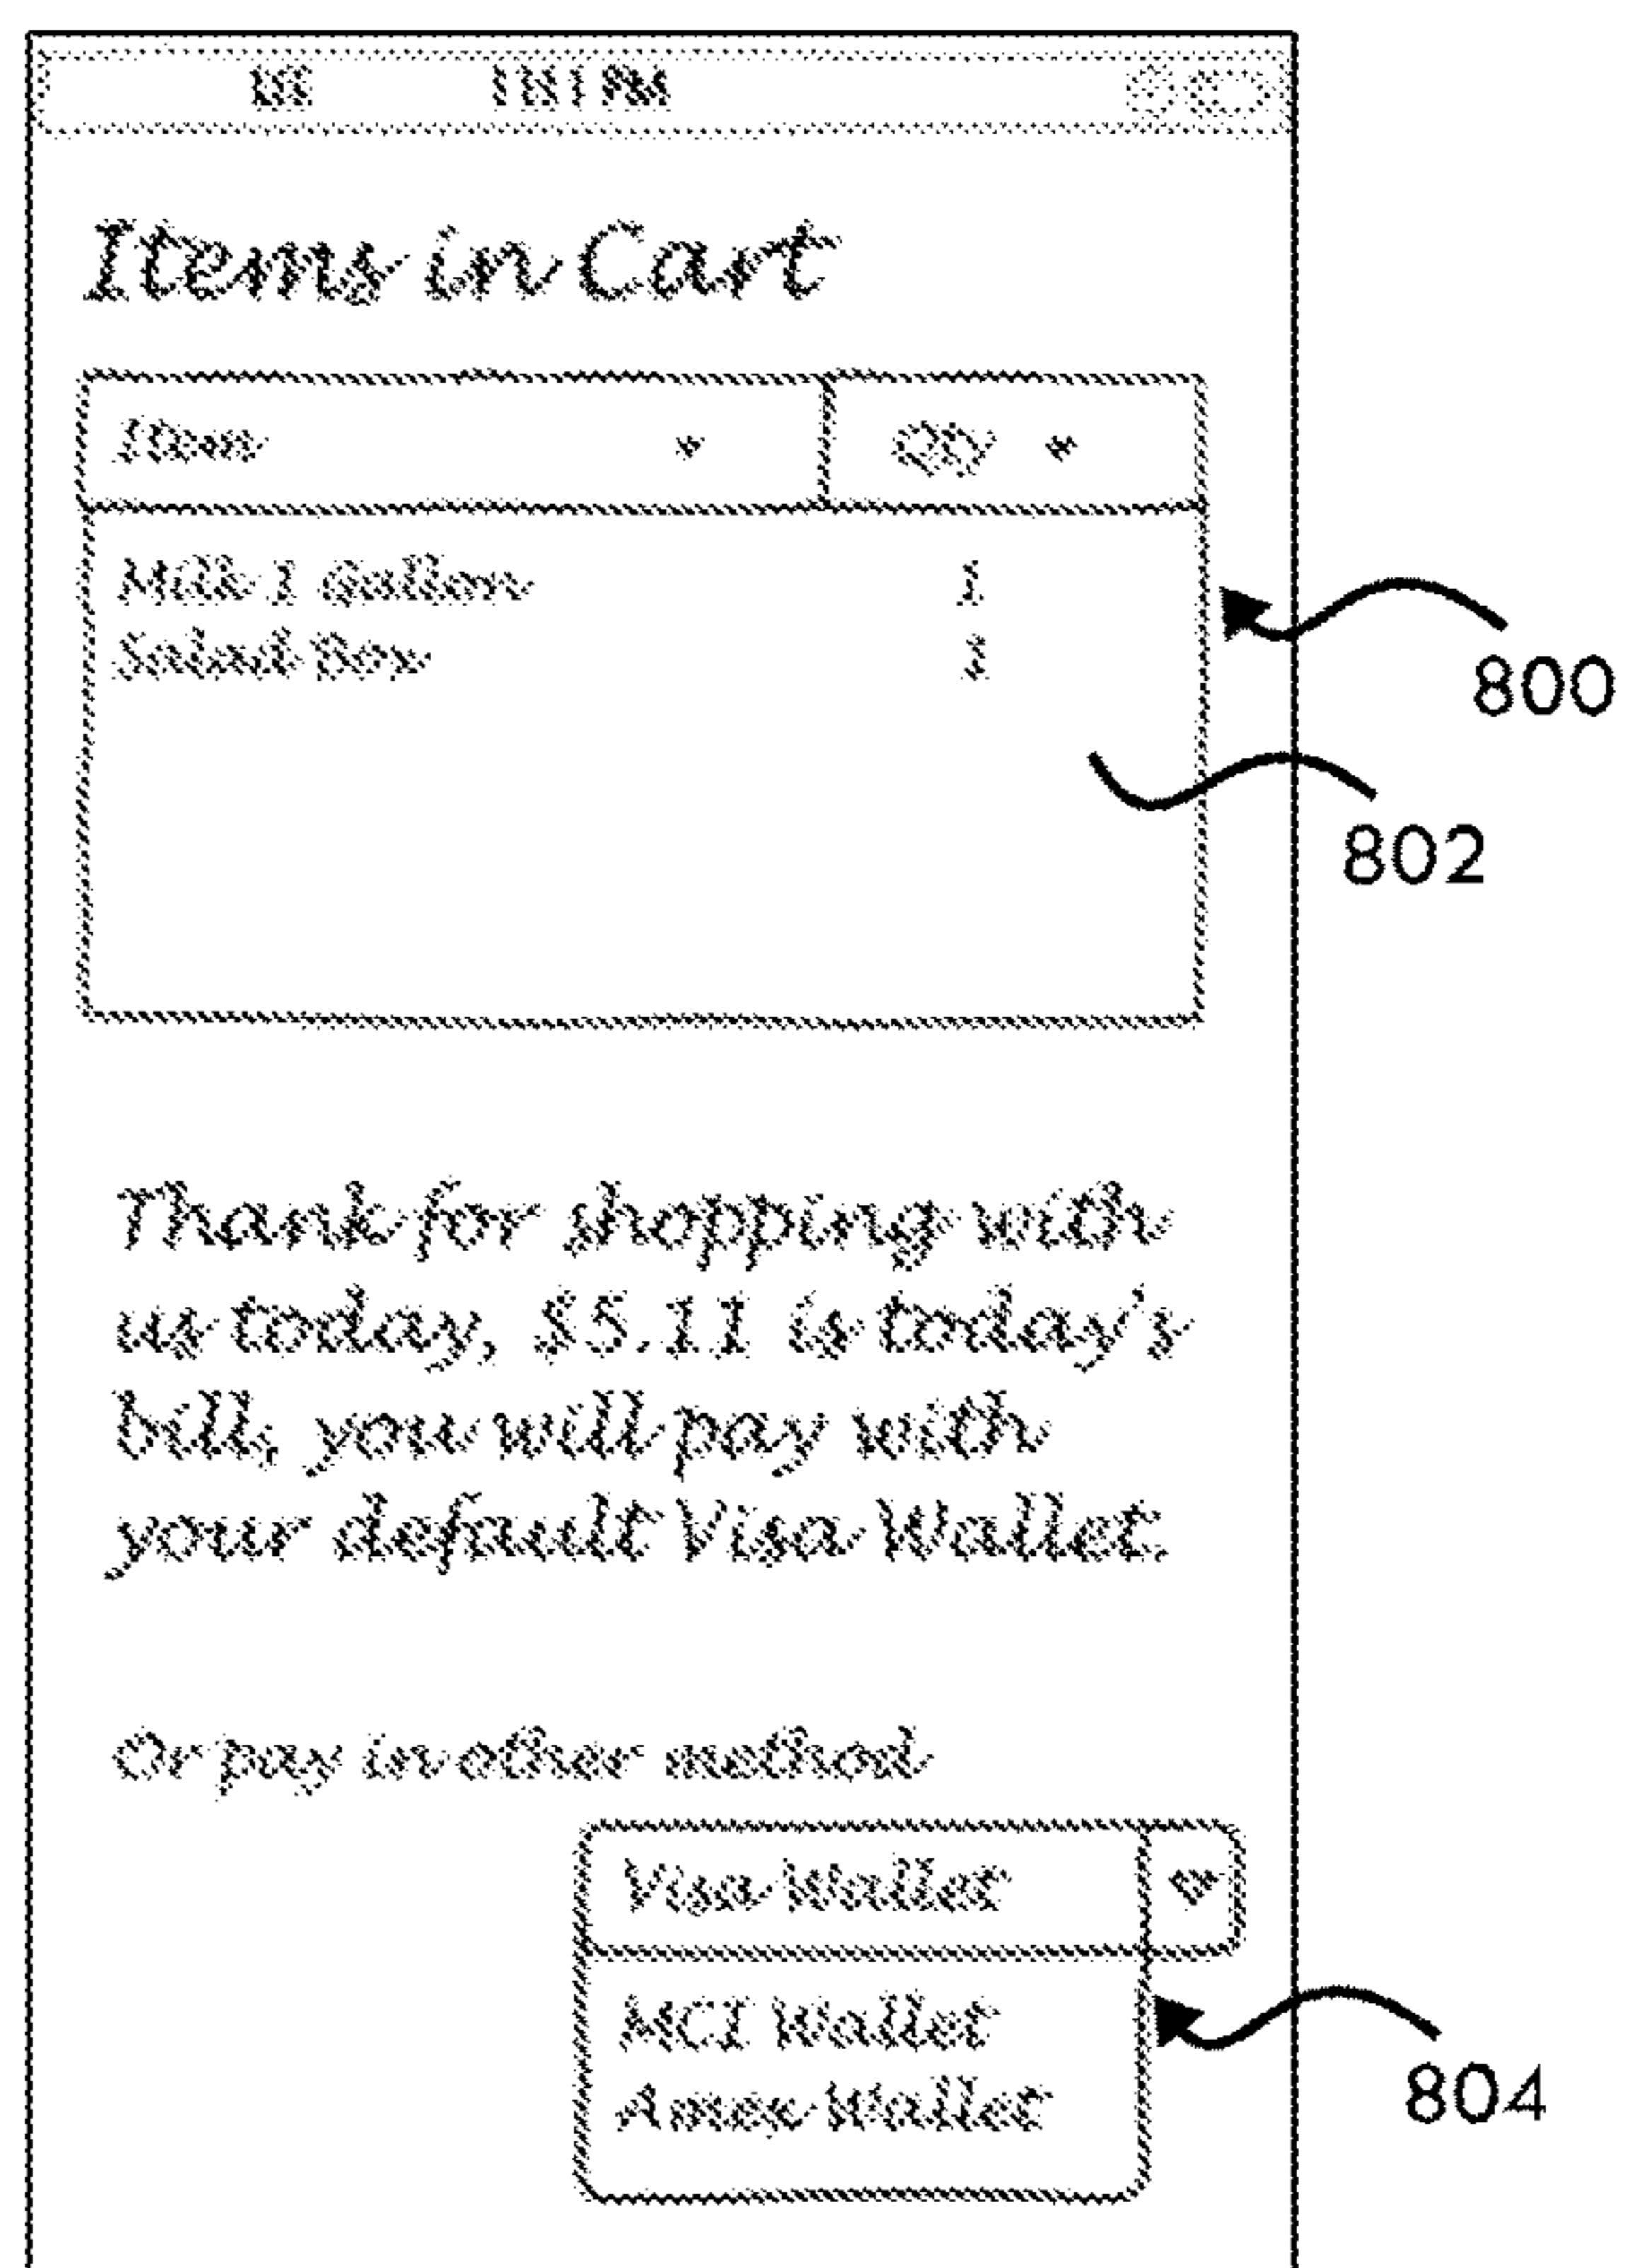 PM
Items in Cart
Item Qty
Milk 1 Gallon 1
Salad Box 1
800
802
Thank for shopping with
us today, $5.11 is today's
bill, you will pay with
your default Visa Wallet.
Or pay in other method
Visa Wallet
MCI Wallet
Amex Wallet
804